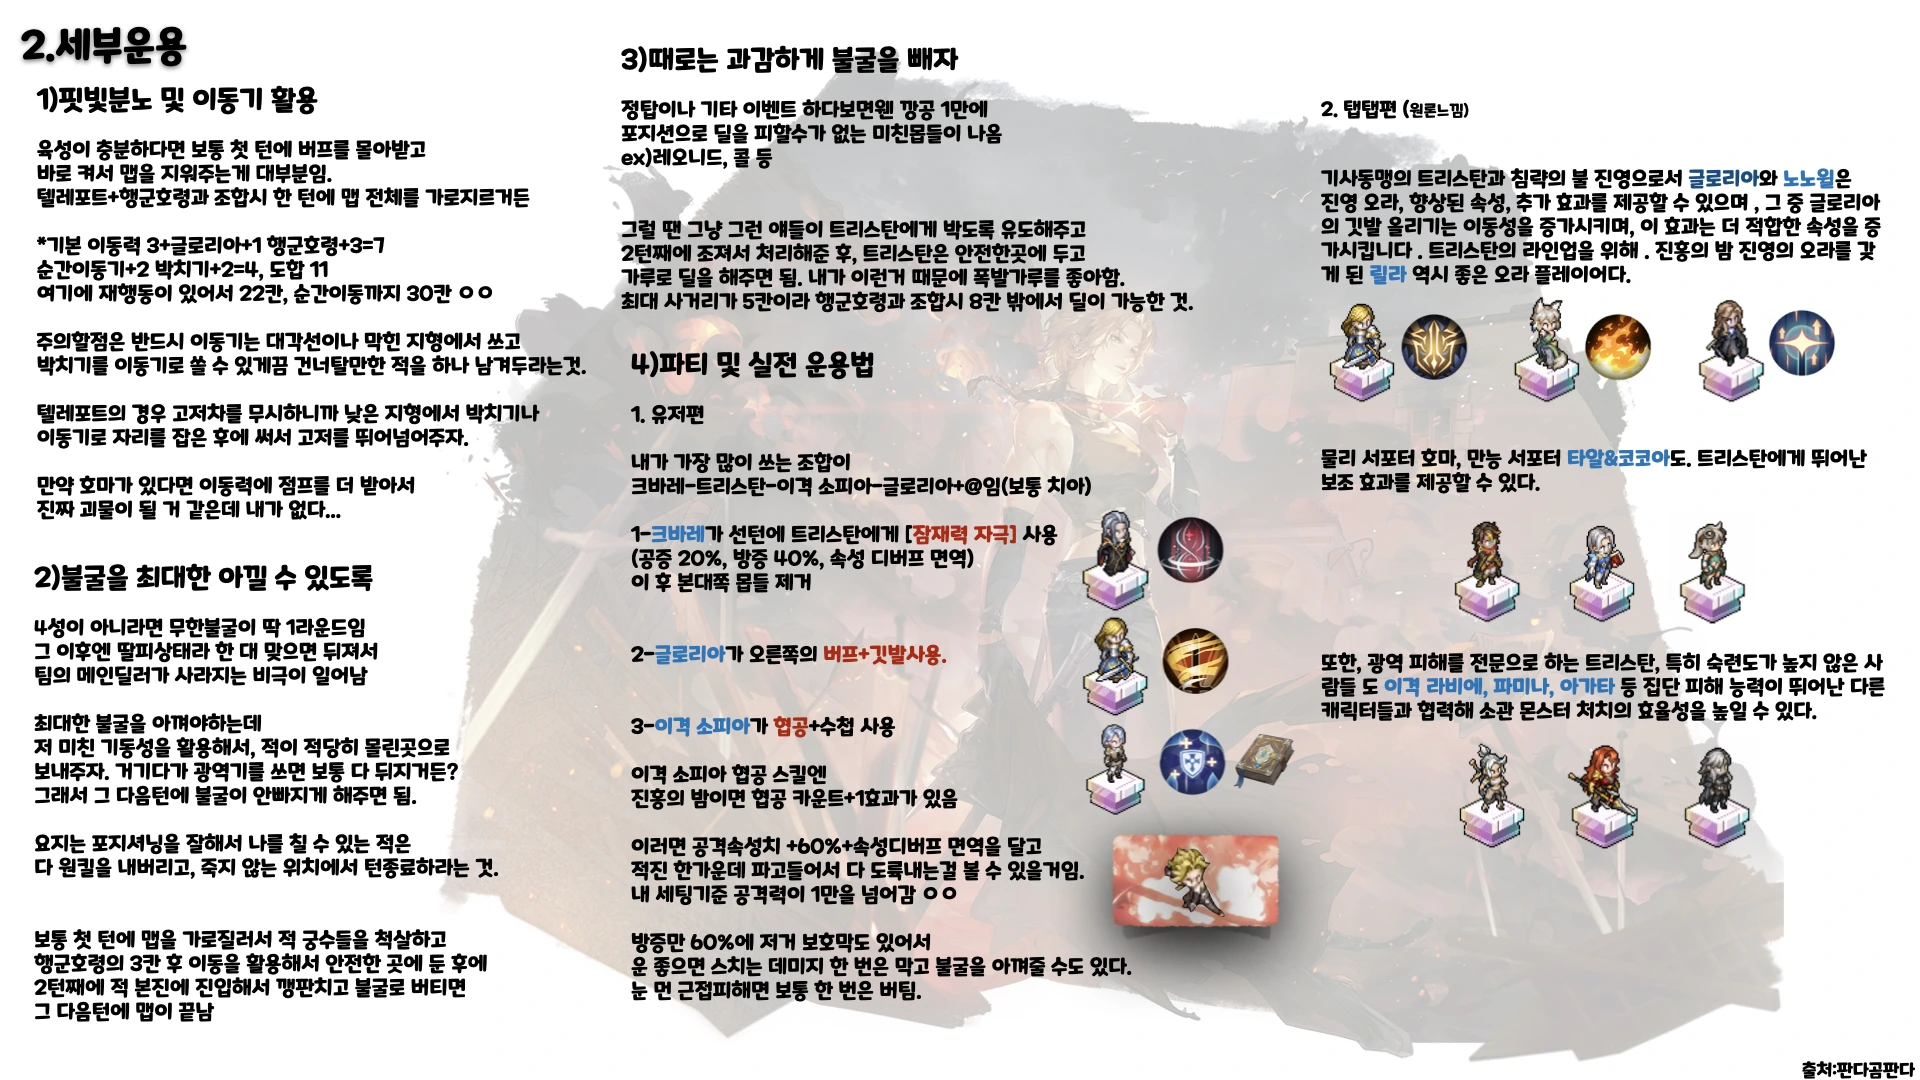 2.세부운용
1)핏빛분노 및 이동기 활용
육성이 충분하다면 보통 첫 턴에 버프를 몰아받고
바로 켜서 맵을 지워주는게 대부분임.
텔레포트+행군호령과 조합시 한 턴에 맵 전체를 가로지르거든
*기본 이동력 3+글로리아+1 행군호령+3=7
순간이동기+2 박치기+2=4, 도합 11
여기에 재행동이 있어서 22칸, 순간이동까지 30칸 ㅇㅇ
주의할점은 반드시 이동기는 대각선이나 막힌 지형에서 쓰고
박치기를 이동기로 쓸 수 있게끔 건너탈만한 적을 하나 남겨두라는것.
텔레포트의 경우 고저차를 무시하니까 낮은 지형에서 박치기나
이동기로 자리를 잡은 후에 써서 고저를 뛰어넘어주자.
만약 호마가 있다면 이동력에 점프를 더 받아서
진짜 괴물이 될 거 같은데 내가 없다...
2)불굴을 최대한 아낄 수 있도록
4성이 아니라면 무한불굴이 딱 1라운드임
그 이후엔 딸피상태라 한 대 맞으면 뒤져서
팀의 메인딜러가 사라지는 비극이 일어남
최대한 불굴을 아껴야하는데
저 미친 기동성을 활용해서, 적이 적당히 몰린곳으로
보내주자. 거기다가 광역기를 쓰면 보통 다 뒤지거든?
그래서 그 다음턴에 불굴이 안빠지게 해주면 됨.
요지는 포지셔닝을 잘해서 나를 칠 수 있는 적은
다 원킬을 내버리고, 죽지 않는 위치에서 턴종료하라는 것.
보통 첫 턴에 맵을 가로질러서 적 궁수들을 척살하고
행군호령의 3칸 후 이동을 활용해서 안전한 곳에 둔 후에
2턴째에 적 본진에 진입해서 깽판치고 불굴로 버티면
그 다음턴에 맵이 끝남
3)때로는 과감하게 불굴을 빼자
정탑이나 기타 이벤트 하다보면웬 깡공 1만에
포지션으로 딜을 피할수가 없는 미친몹들이 나옴
ex)레오니드, 콜 등
그럴 땐 그냥 그런 얘들이 트리스탄에게 박도록 유도해주고
2턴째에 조져서 처리해준 후, 트리스탄은 안전한곳에 두고
가루로 딜을 해주면 됨. 내가 이런거 때문에 폭발가루를 좋아함.
최대 사거리가 5칸이라 행군호령과 조합시 8칸 밖에서 딜이 가능한 것.
4)파티 및 실전 운용법
1. 유저편
내가 가장 많이 쓰는 조합이
크바레-트리스탄-이격 소피아-글로리아+@임(보통 치아)
1-크바레가 선턴에 트리스탄에게 [잠재력 자극] 사용
(공증 20%, 방증 40%, 속성 디버프 면역)
이 후 본대쪽 몹들 제거
2-글로리아가 오른쪽의 버프+깃발사용.
3-이격 소피아가 협공+수첩 사용
이격 소피아 협공 스킬엔
진홍의 밤이면 협공 카운트+1효과가 있음
이러면 공격속성치 +60%+속성디버프 면역을 달고
적진 한가운데 파고들어서 다 도륙내는걸 볼 수 있을거임.
내 세팅기준 공격력이 1만을 넘어감 ㅇㅇ
방증만 60%에 저거 보호막도 있어서
운 좋으면 스치는 데미지 한 번은 막고 불굴을 아껴줄 수도 있다.
눈 먼 근접피해면 보통 한 번은 버팀.
2. 탭탭편 (원론느낌)
기사동맹의 트리스탄과 침략의 불 진영으로서 글로리아와 노노윌은
진영 오라, 향상된 속성, 추가 효과를 제공할 수 있으며 , 그 중 글로리아
의 깃발 올리기는 이동성을 증가시키며, 이 효과는 더 적합한 속성을 증
가시킵니다 . 트리스탄의 라인업을 위해 . 진홍의 밤 진영의 오라를 갖
게 된 릴라 역시 좋은 오라 플레이어다.
물리 서포터 호마, 만능 서포터 타알&코코아도. 트리스탄에게 뛰어난
보조 효과를 제공할 수 있다.
또한, 광역 피해를 전문으로 하는 트리스탄, 특히 숙련도가 높지 않은 사
람들 도 이격 라비에, 파미나, 아가타 등 집단 피해 능력이 뛰어난 다른
캐릭터들과 협력해 소관 몬스터 처치의 효율성을 높일 수 있다.
출처:판다곰판다